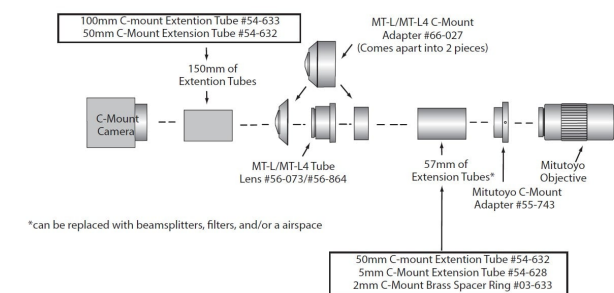 100mm C-mount Extention Tube #54-633
50mm C-mount Extension Tube #54-632
MT-L/MT-L4 C-Mount
Adapter #66-027
(Comes apart into 2 pieces)
150mm of
Extention Tubes
C-Mount
Camera
MT-L/MT-L4 Tube
Lens #56-073/#56-864
57mm of
Extension Tubes*
Mitutoyo C-Mount
Adapter #55-743
Mitutoyo
Objective
*can be replaced with beamsplitters, filters, and/or a airspace
50mm C-mount Extention Tube #54-632
5mm C-Mount Extension Tube #54-628
2mm C-Mount Brass Spacer Ring #03-633